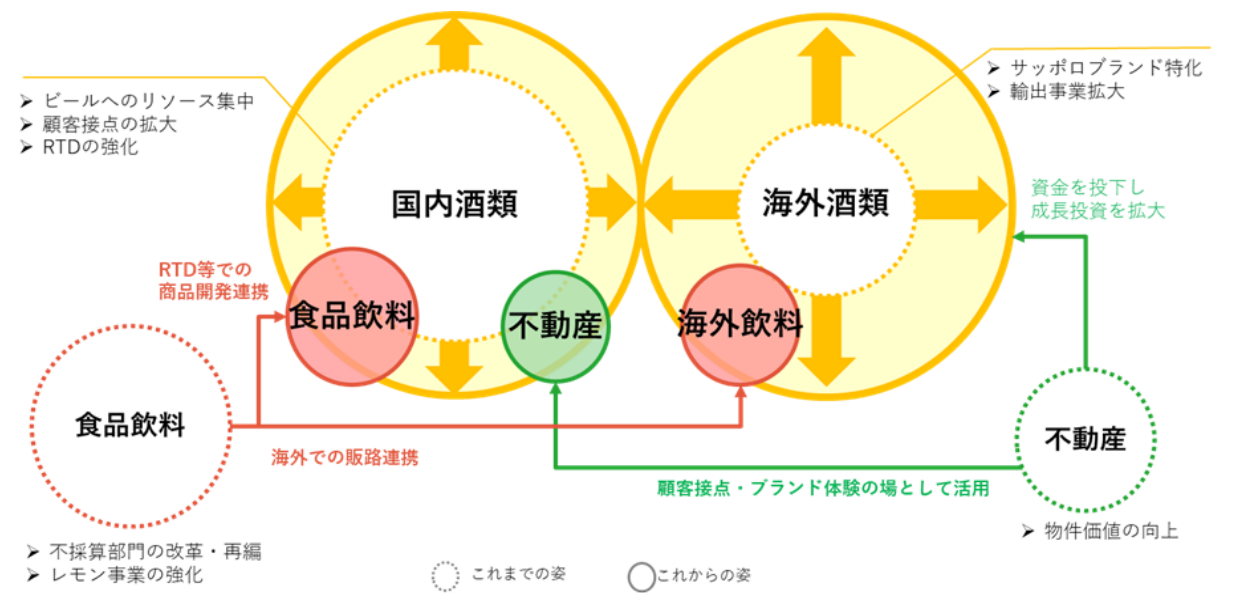 ➢ ビールへのリソース集中
➢ 顧客接点の拡大
➢ RTDの強化
国内酒類
海外酒類
➢ サッポロブランド特化
➢ 輸出事業拡大
資金を投下し
成長投資を拡大
RTD等での
商品開発連携
食品飲料
不動産
海外飲料
食品飲料
海外での販路連携
不動産
顧客接点・ブランド体験の場として活用
➢ 物件価値の向上
➢ 不採算部門の改革・再編
➢ レモン事業の強化
これまでの姿
これからの姿